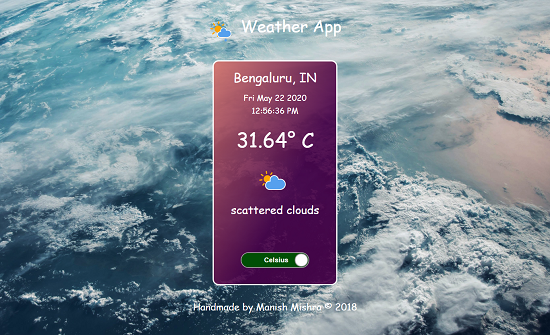 Weather App
Bengaluru, IN
Fri May 22 2020
12:56:36 PM
31.64° C
scattered clouds
Celsius
Handmade by Manish Mishra © 2018